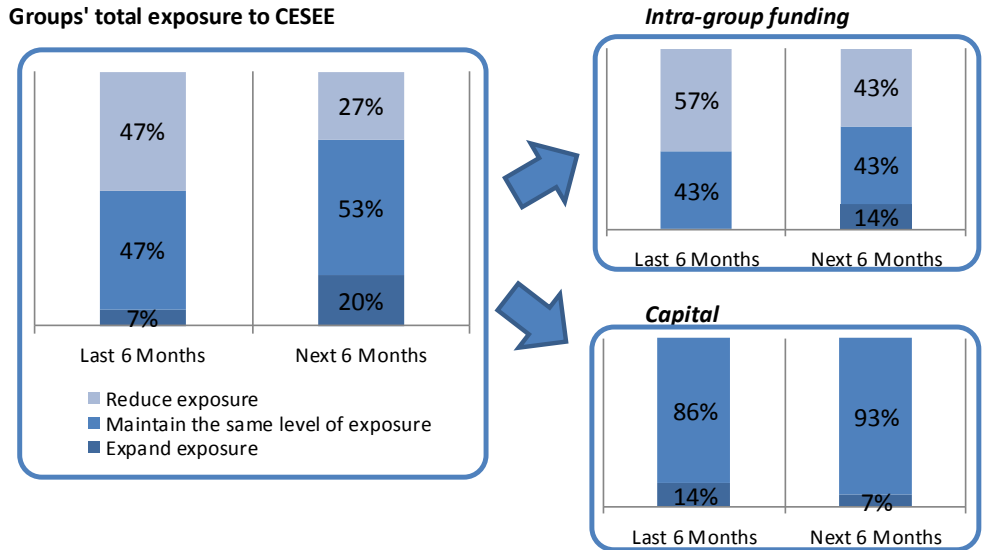 Groups' total exposure to CESEE
47%
27%
47%
53%
7%
20%
Last 6 Months
Next 6 Months
Reduce exposure
Maintain the same level of exposure
Expand exposure
Intra-group funding
57%
43%
43%
43%
14%
Last 6 Months
Next 6 Months
Capital
86%
93%
14%
7%
Last 6 Months
Next 6 Months